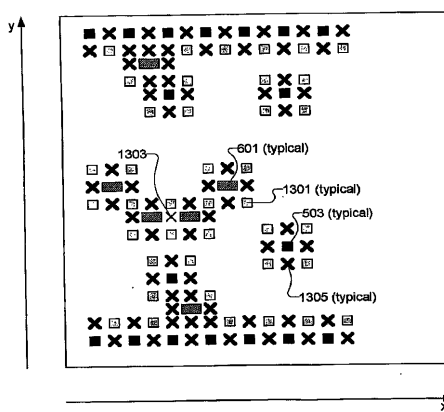 y
1303
601 (typical)
1301 (typical)
503 (typical)
1305 (typical)
x